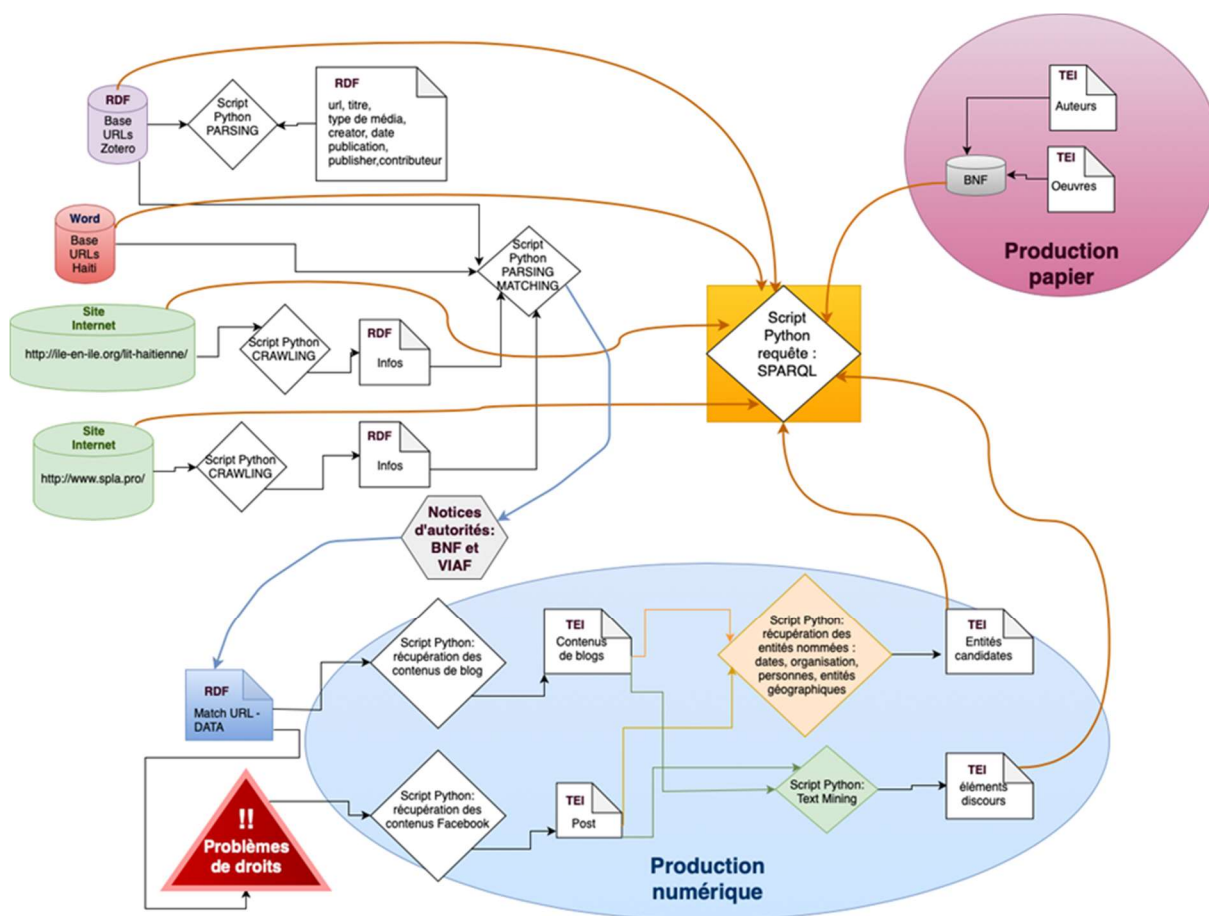 RDF
Base
URLs
Zotero
Script
Python
PARSING
RDF
url, titre,
type de média,
creator, date
publication,
publisher,contributeur
TEI
Auteurs
BNF
TEI
Oeuvres
Production
papier
Word
Base
URLs
Haiti
Script
Python
PARSING
MATCHING
Site
Internet
http://ile-en-ile.org/lit-haitienne/
Script Python
CRAWLING
RDF
Infos
Script
Python
requête :
SPARQL
Site
Internet
http://www.spla.pro/
Script Python
CRAWLING
RDF
Infos
Notices
d'autorités:
BNF et
VIAF
RDF
Match URL -
DATA
Script Python:
récupération des
contenus de blog
TEI
Contenus
de blogs
Script Python:
récupération des
entités nommées :
dates, organisation,
personnes, entités
géographiques
TEI
Entités
candidates
!!
Problèmes
de droits
Script Python:
récupération des
contenus Facebook
TEI
Post
Script Python:
Text Mining
TEI
éléments
discours
Production
numérique